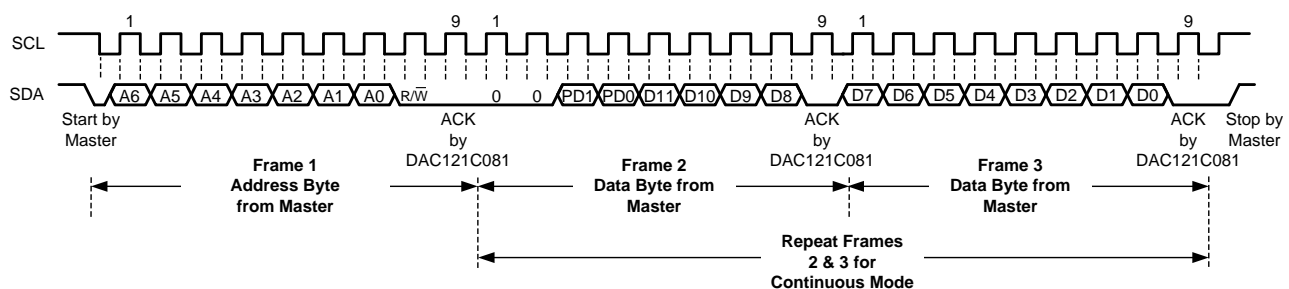 1 9 1 9 1 9
SCL
SDA A6 A5 A4 A3 A2 A1 A0 R/W̅ 0 0 PD1 PD0 D11 D10 D9 D8 D7 D6 D5 D4 D3 D2 D1 D0
Start by
Master
ACK
by
DAC121C081
ACK
by
DAC121C081
ACK
by
DAC121C081
Stop by
Master
Frame 1
Address Byte
from Master
Frame 2
Data Byte from
Master
Frame 3
Data Byte from
Master
Repeat Frames
2 & 3 for
Continuous Mode